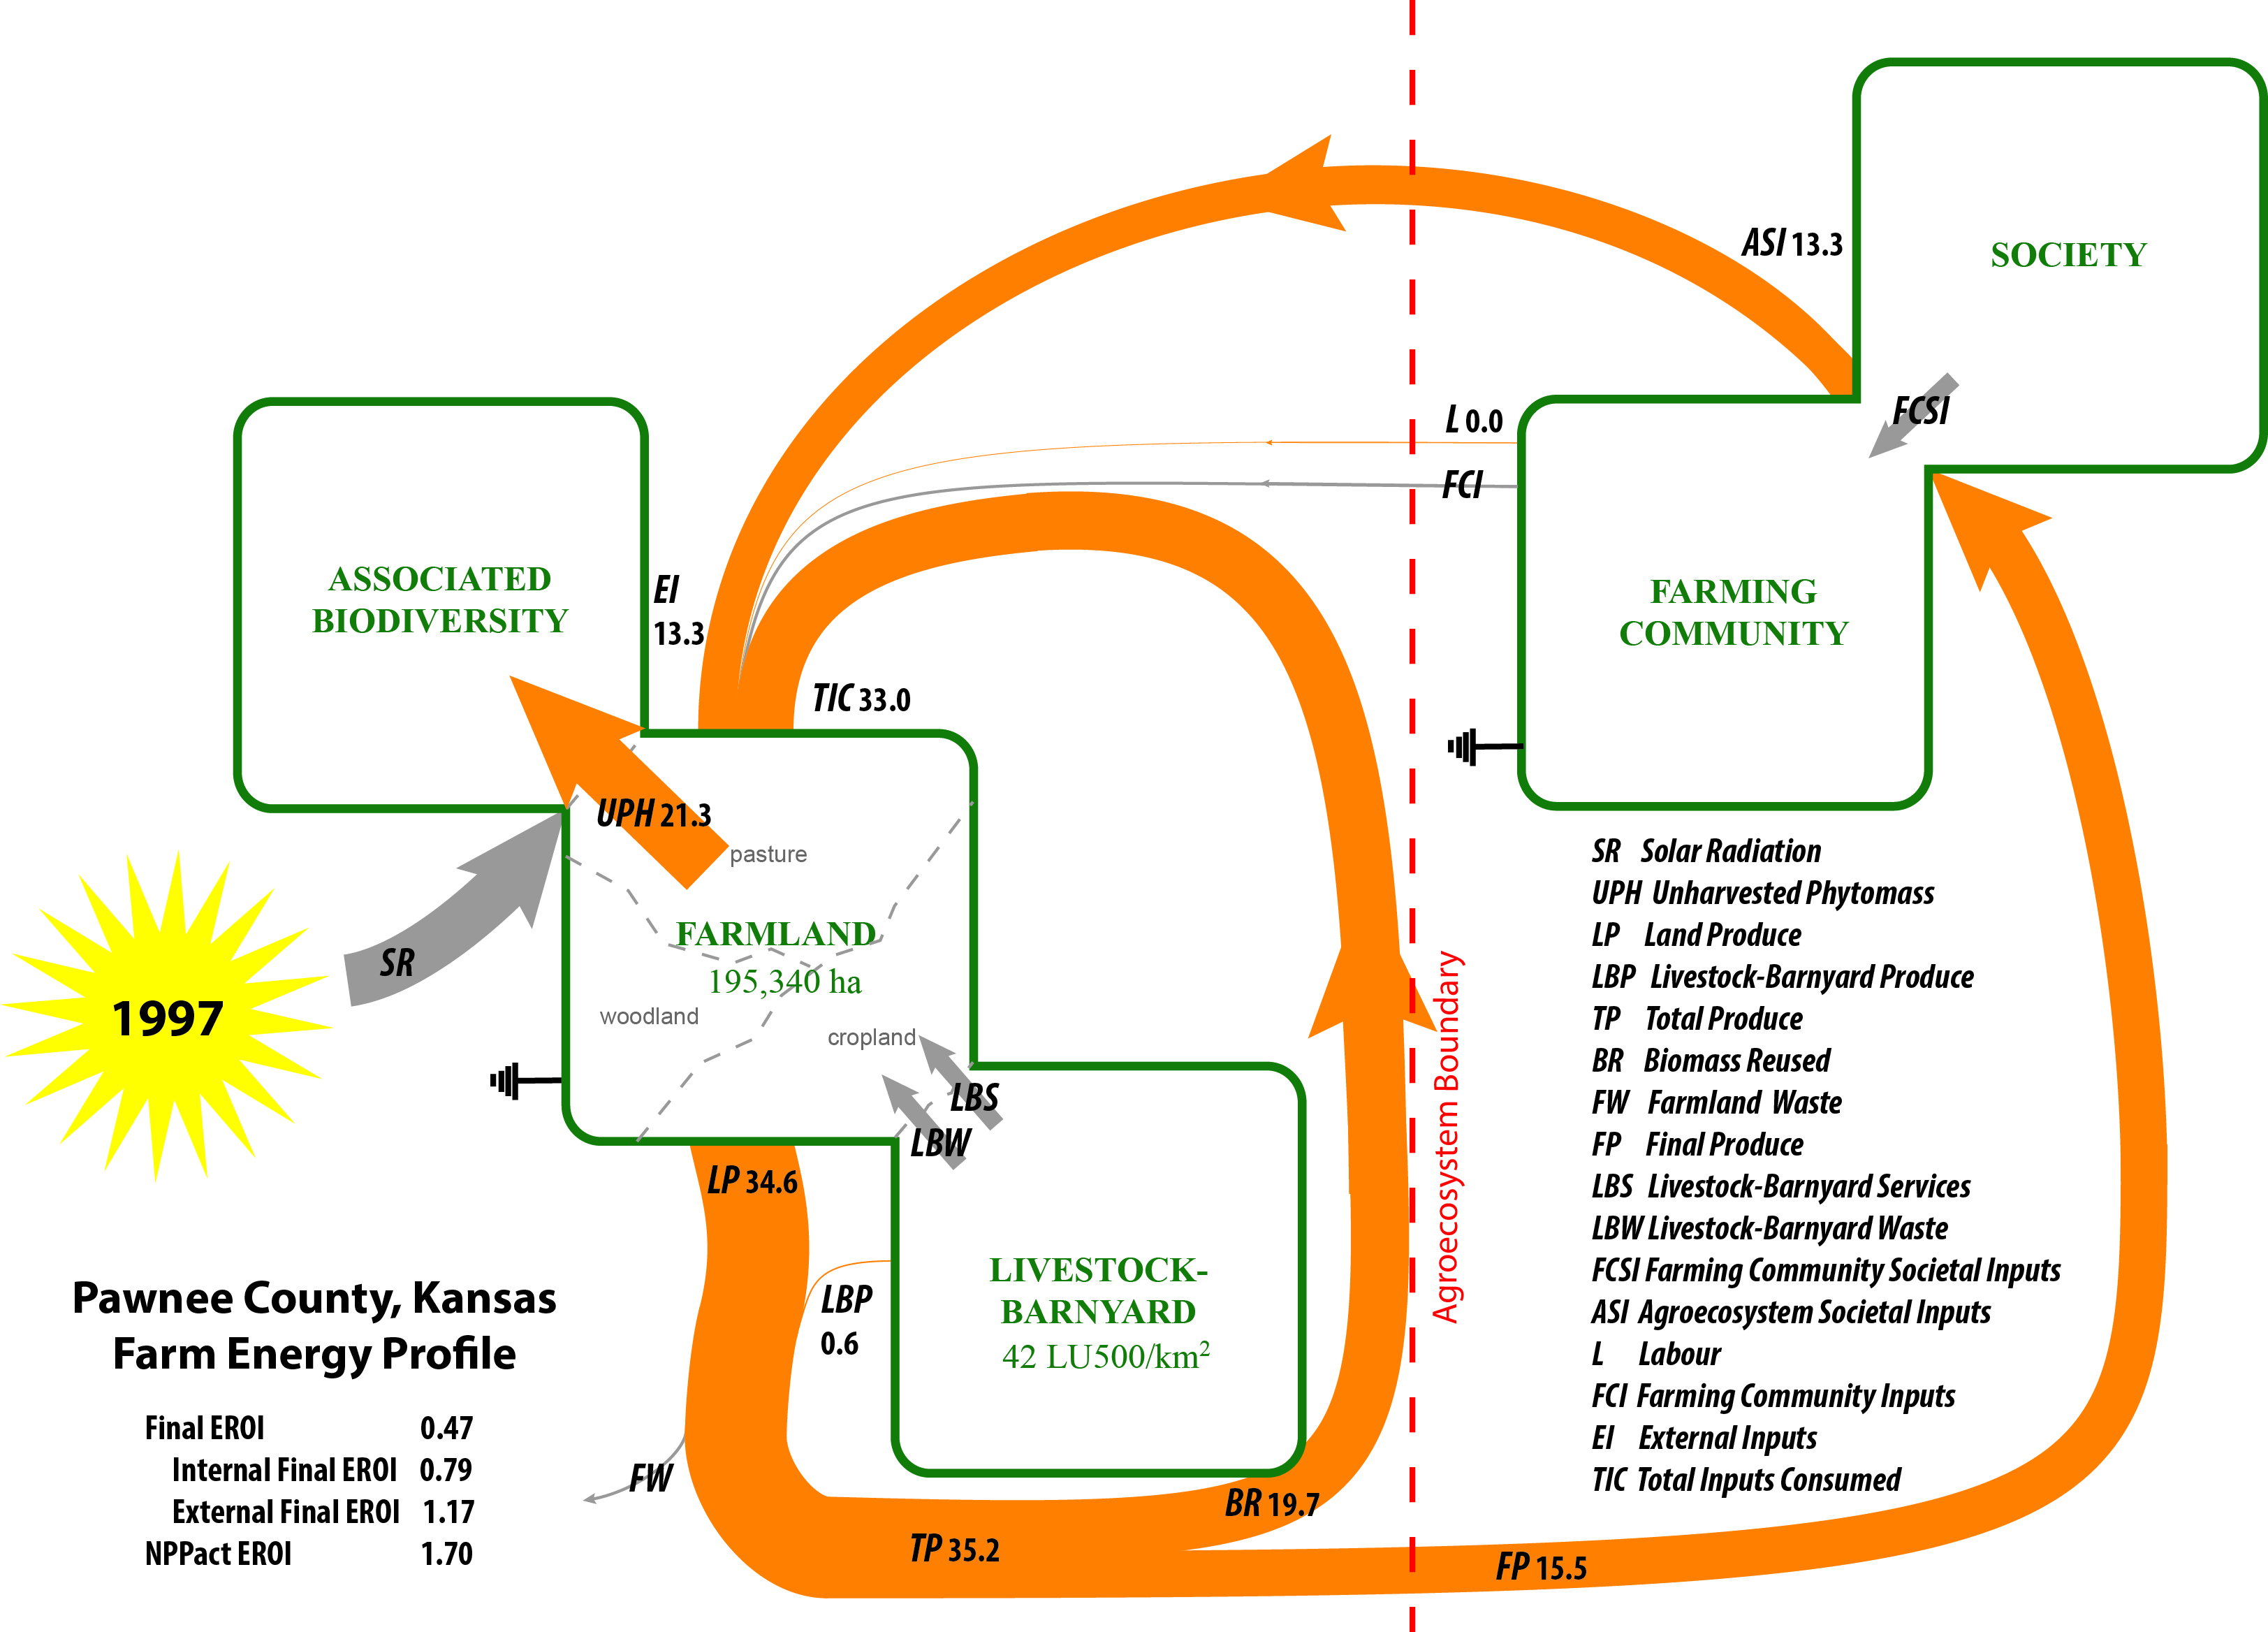 SOCIETY
ASI 13.3
FCSI
L 0.0
FCI
ASSOCIATED
BIODIVERSITY
EI
13.3
FARMING
COMMUNITY
TIC 33.0
UPH 21.3
pasture
FARMLAND
195,340 ha
woodland
cropland
SR
1997
LBS
LBW
Agroecosystem Boundary
LP 34.6
LBP
0.6
LIVESTOCK-
BARNYARD
42 LU500/km²
FW
BR 19.7
TP 35.2
FP 15.5
Pawnee County, Kansas
Farm Energy Profile
Final EROI 0.47
Internal Final EROI 0.79
External Final EROI 1.17
NPPact EROI 1.70
SR Solar Radiation
UPH Unharvested Phytomass
LP Land Produce
LBP Livestock-Barnyard Produce
TP Total Produce
BR Biomass Reused
FW Farmland Waste
FP Final Produce
LBS Livestock-Barnyard Services
LBW Livestock-Barnyard Waste
FCSI Farming Community Societal Inputs
ASI Agroecosystem Societal Inputs
L Labour
FCI Farming Community Inputs
EI External Inputs
TIC Total Inputs Consumed